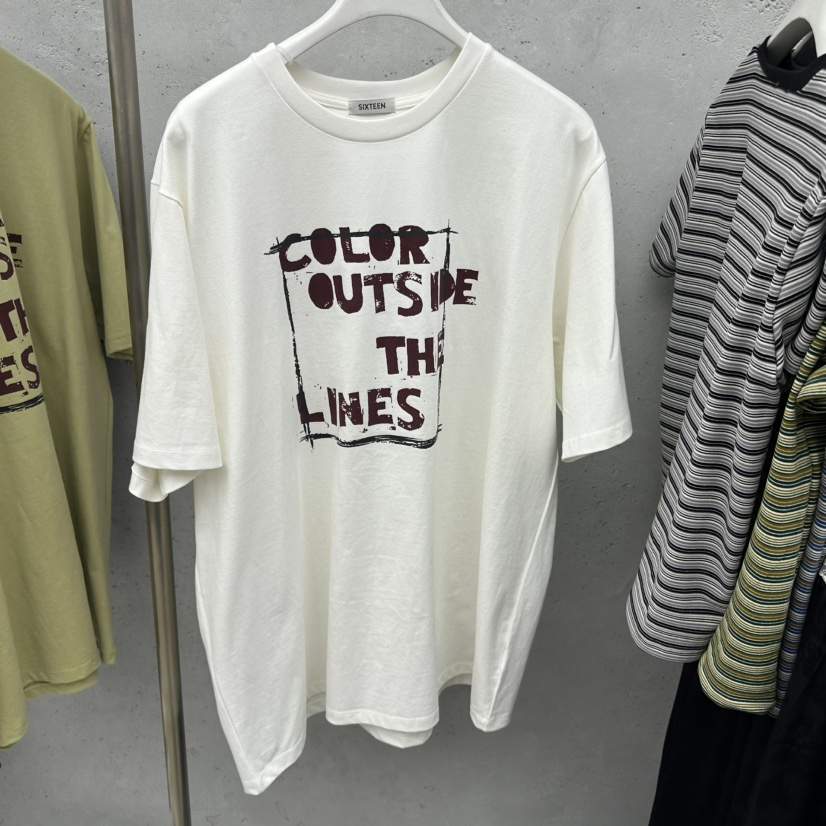 SIXTEEN
COLOR
OUTSIDE
THE
LINES